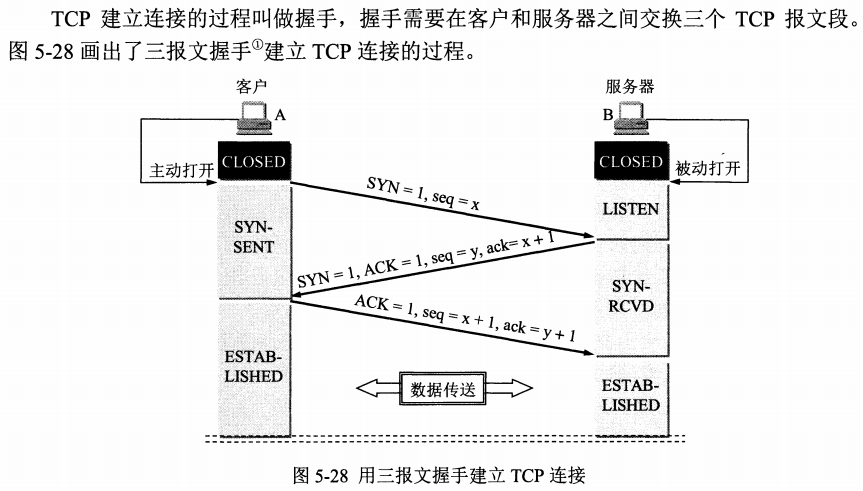 TCP 建立连接的过程叫做握手，握手需要在客户和服务器之间交换三个 TCP 报文段。
图 5-28 画出了三报文握手①建立 TCP 连接的过程。
客户
服务器
A
B
主动打开
CLOSED
CLOSED
被动打开
SYN = 1, seq = x
LISTEN
SYN-
SENT
SYN = 1, ACK = 1, seq = y, ack= x + 1
SYN-
RCVD
ACK = 1, seq = x + 1, ack = y + 1
ESTAB-
LISHED
数据传送
ESTAB-
LISHED
图 5-28 用三报文握手建立 TCP 连接